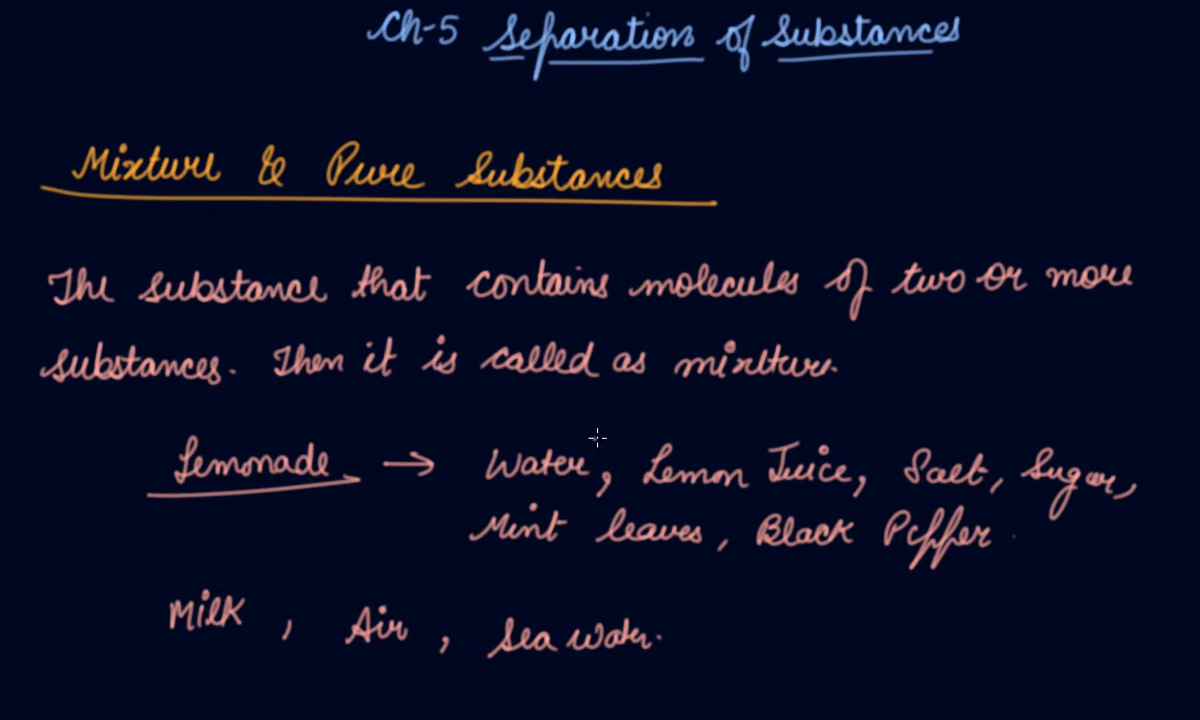 Ch-5 Separation of Substances
Mixture & Pure Substances
The substance that contains molecules of two or more
substances. Then it is called as mixture.
Lemonade → Water, Lemon Juice, Salt, Sugar,
Mint leaves, Black Pepper.
Milk, Air, Sea water.